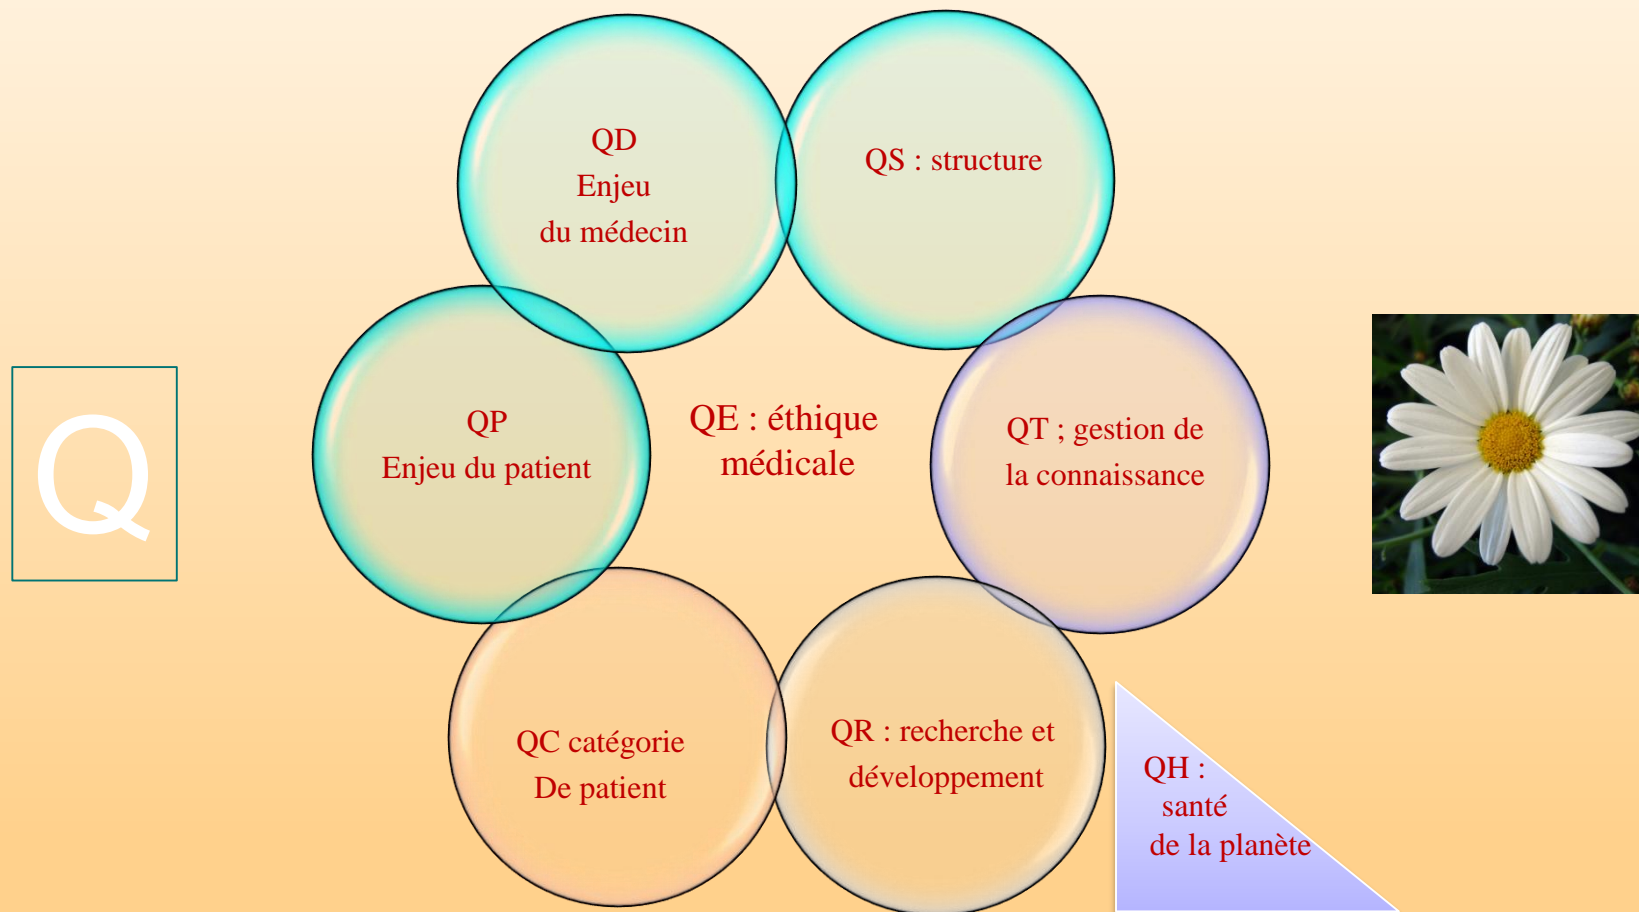 QD
Enjeu
du médecin
QS : structure
QP
Enjeu du patient
QE : éthique
médicale
QT ; gestion de
la connaissance
Q
QC catégorie
De patient
QR : recherche et
développement
QH :
santé
de la planète